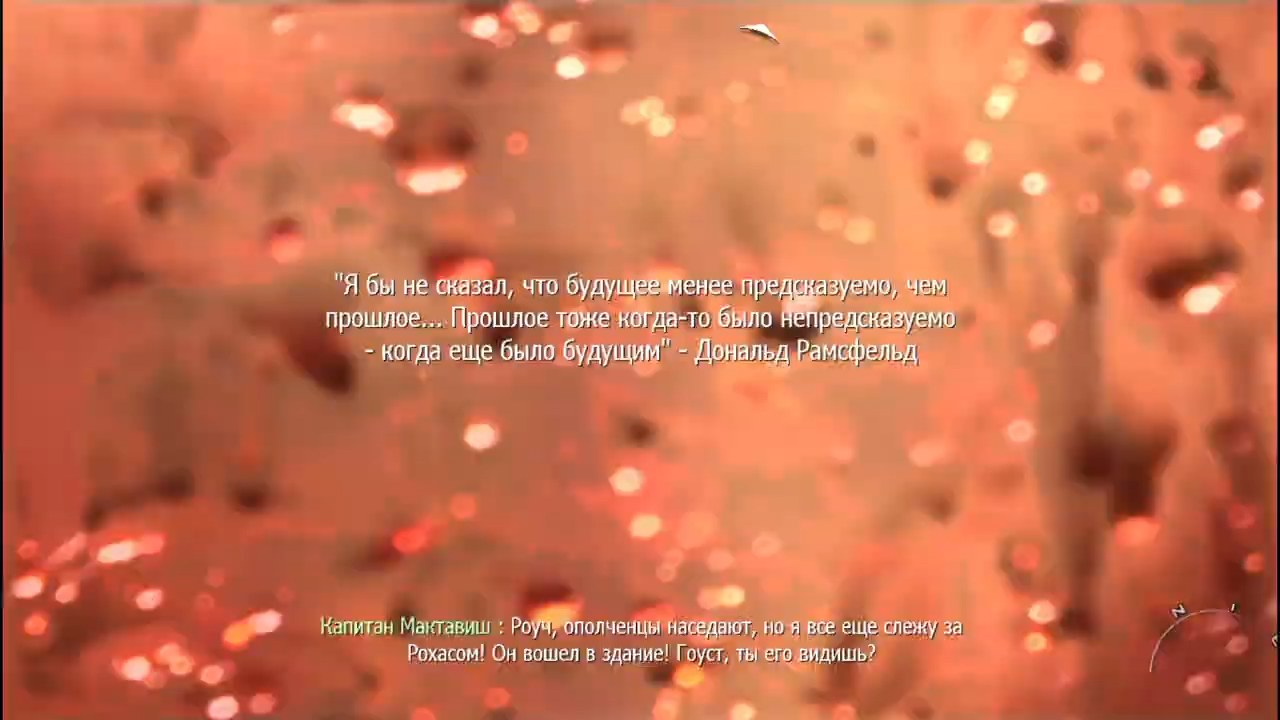 "Я бы не сказал, что будущее менее предсказуемо, чем
прошлое... Прошлое тоже когда-то было непредсказуемо
- когда еще было будущим" - Дональд Рамсфельд
Капитан Мактавиш : Роуч, ополченцы наседают, но я все еще слежу за
Рохасом! Он вошел в здание! Гоуст, ты его видишь?
N